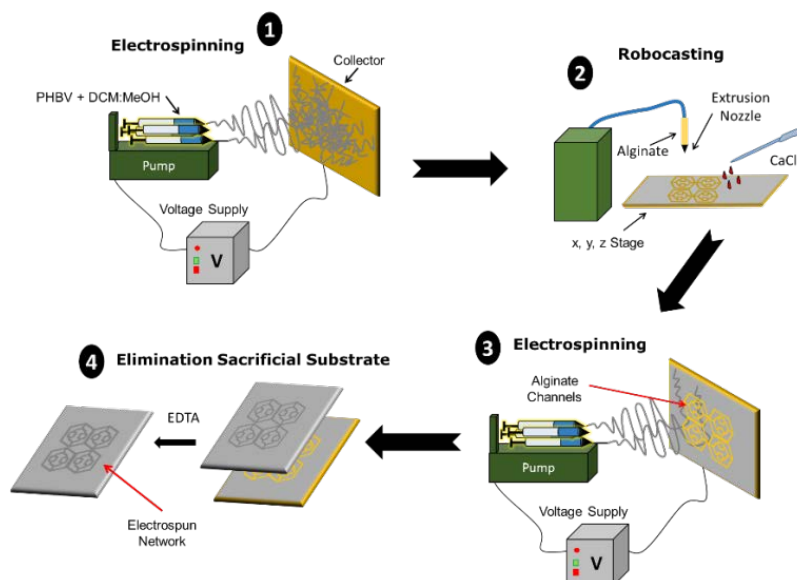 1
Electrospinning
Collector
PHBV + DCM:MeOH
Pump
Voltage Supply
V
2
Robocasting
Extrusion
Nozzle
Alginate
CaCl
x, y, z Stage
3
Electrospinning
Alginate
Channels
Pump
Voltage Supply
V
4
Elimination Sacrificial Substrate
EDTA
Electrospun
Network